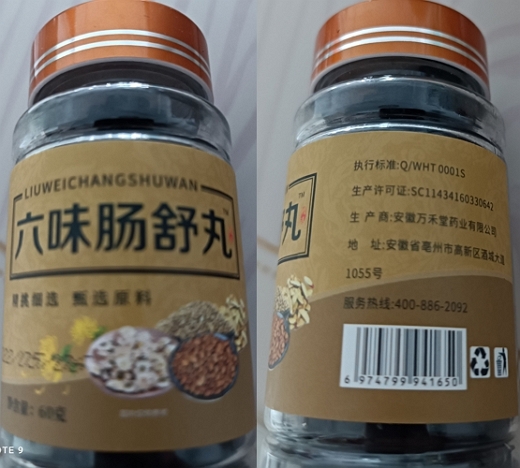 LIUWEICHANGSHUWAN
六味肠舒丸
TM
精挑细选 甄选原料
净含量：60克
OTE 9
丸
TM
执行标准:Q/WHT 0001S
生产许可证:SC11434160330642
生 产 商:安徽万禾堂药业有限公司
地 址:安徽省亳州市高新区酒城大道
1055号
服务热线:400-886-2092
6 974799 941650